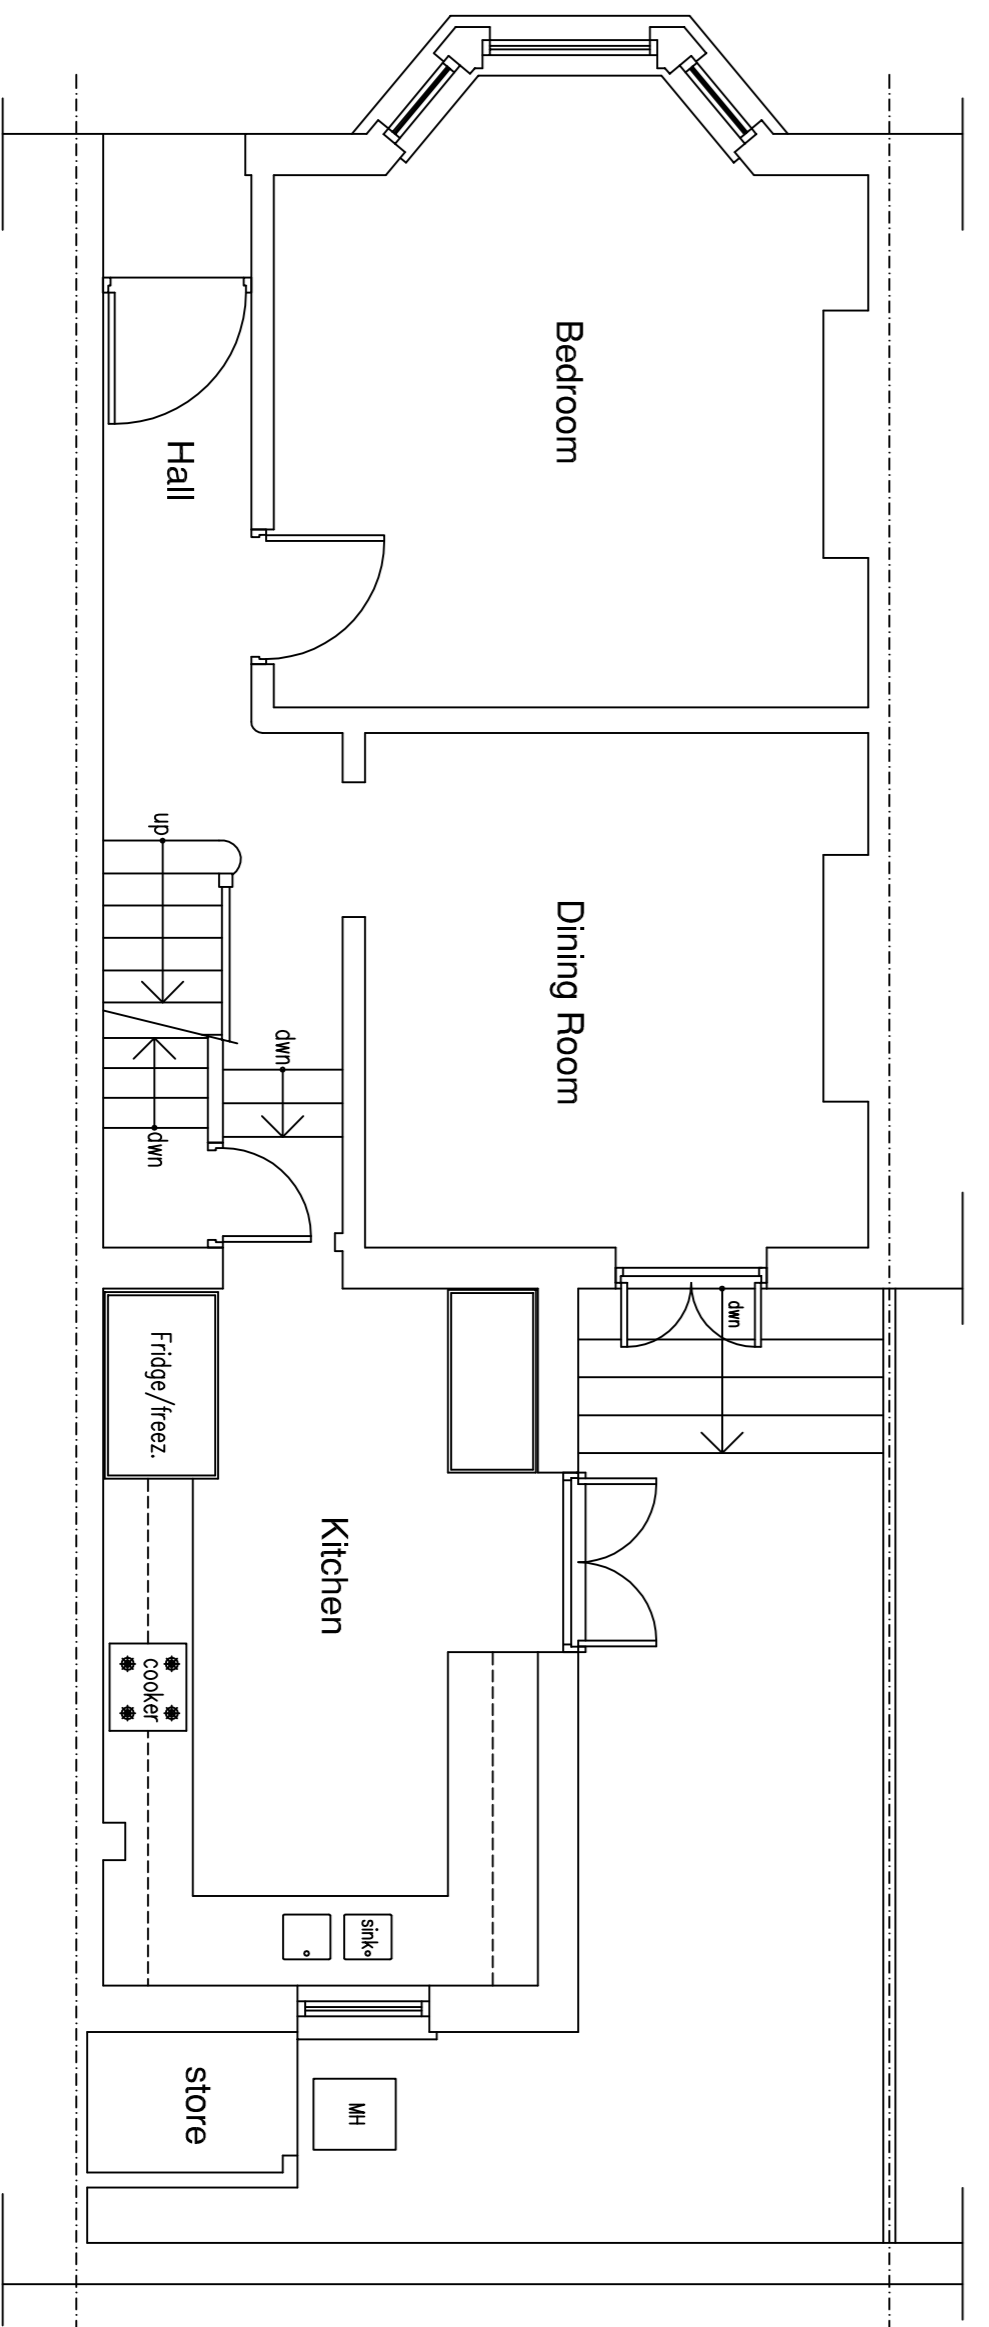 Bedroom
Hall
Dining Room
up
dwn
dwn
dwn
Fridge/freez.
Kitchen
cooker
sink
store
MH